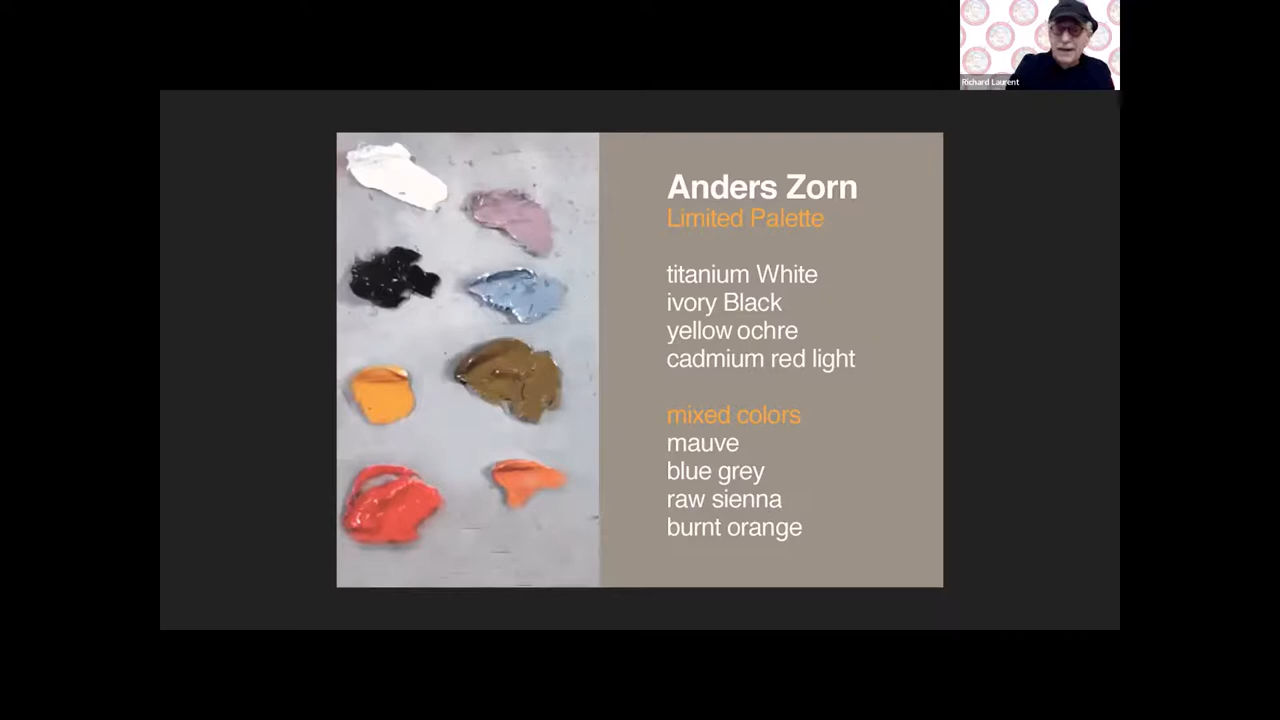 Richard Laurent
Anders Zorn
Limited Palette
titanium White
ivory Black
yellow ochre
cadmium red light
mixed colors
mauve
blue grey
raw sienna
burnt orange